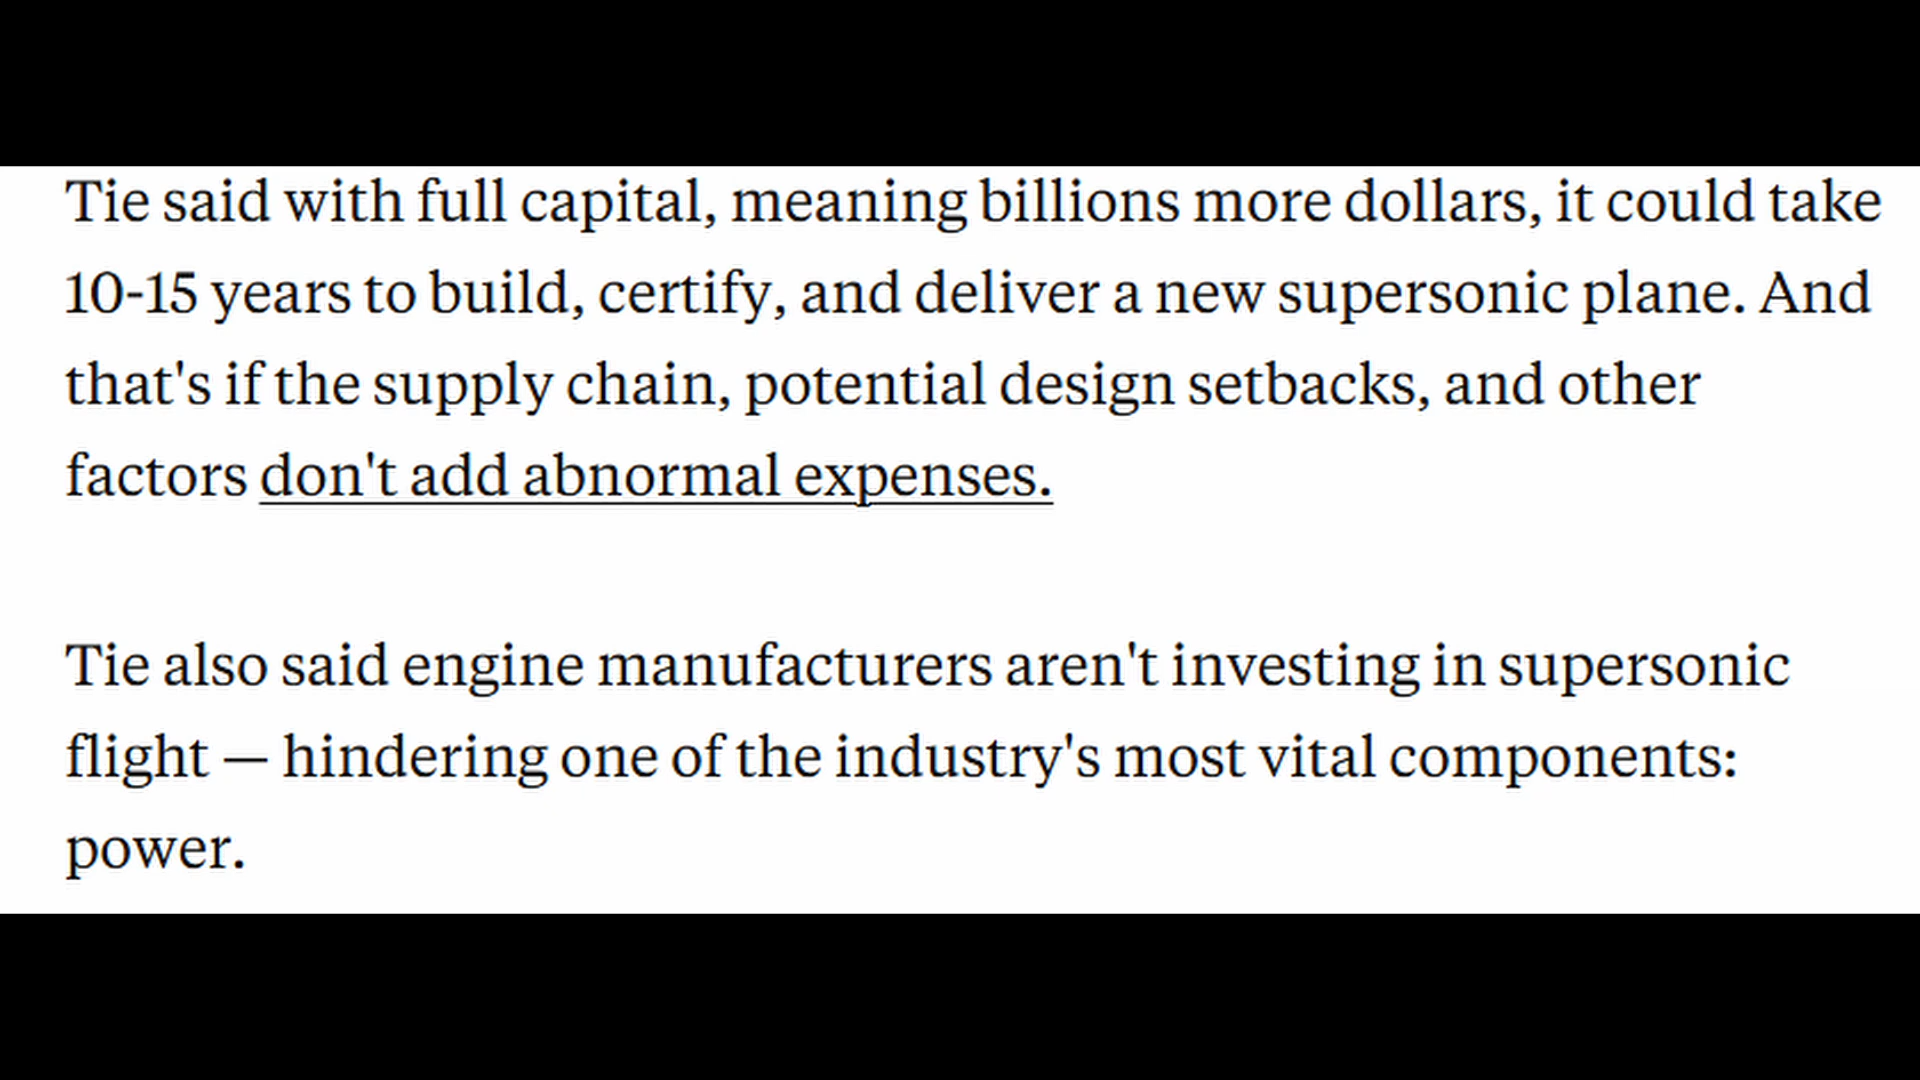 Tie said with full capital, meaning billions more dollars, it could take
10-15 years to build, certify, and deliver a new supersonic plane. And
that's if the supply chain, potential design setbacks, and other
factors don't add abnormal expenses.
Tie also said engine manufacturers aren't investing in supersonic
flight — hindering one of the industry's most vital components:
power.